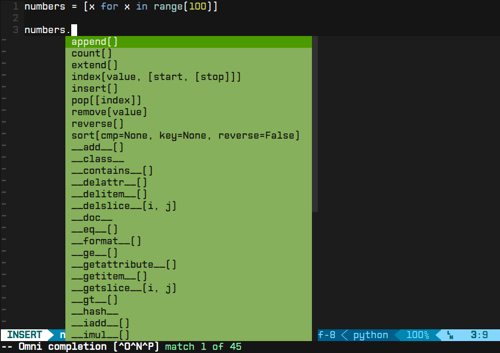 1 numbers = [x for x in range(100)]
2
3 numbers.
append()
count()
extend()
index(value, [start, [stop]])
insert()
pop([index])
remove(value)
reverse()
sort(cmp=None, key=None, reverse=False)
__add__()
__class__
__contains__()
__delattr__()
__delitem__()
__delslice__(i, j)
__doc__
__eq__()
__format__()
__ge__()
__getattribute__()
__getitem__()
__getslice__(i, j)
__gt__()
__hash__
__iadd__()
__imul__()
INSERT n f-8 < python 100% 3:9
-- Omni completion (^O^N^P) match 1 of 45